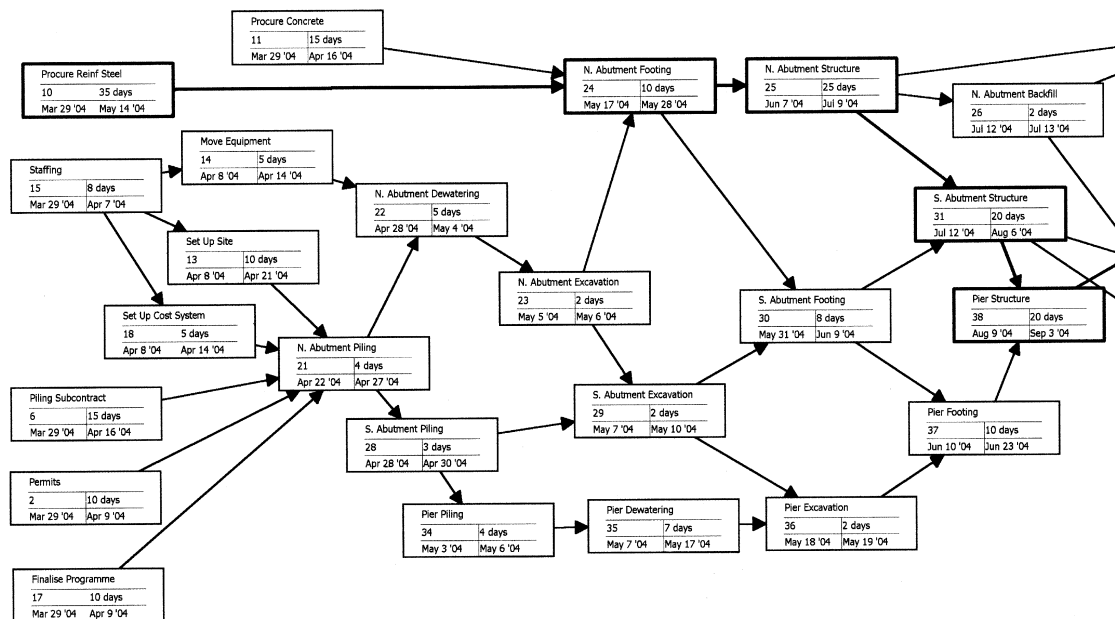 Procure Concrete
11 15 days
Mar 29 '04 Apr 16 '04
Procure Reinf Steel
10 35 days
Mar 29 '04 May 14 '04
N. Abutment Footing
24 10 days
May 17 '04 May 28 '04
N. Abutment Structure
25 25 days
Jun 7 '04 Jul 9 '04
N. Abutment Backfill
26 2 days
Jul 12 '04 Jul 13 '04
Move Equipment
14 5 days
Apr 8 '04 Apr 14 '04
Staffing
15 8 days
Mar 29 '04 Apr 7 '04
N. Abutment Dewatering
22 5 days
Apr 28 '04 May 4 '04
S. Abutment Structure
31 20 days
Jul 12 '04 Aug 6 '04
Set Up Site
13 10 days
Apr 8 '04 Apr 21 '04
N. Abutment Excavation
23 2 days
May 5 '04 May 6 '04
S. Abutment Footing
30 8 days
May 31 '04 Jun 9 '04
Pier Structure
38 20 days
Aug 9 '04 Sep 3 '04
Set Up Cost System
18 5 days
Apr 8 '04 Apr 14 '04
N. Abutment Piling
21 4 days
Apr 22 '04 Apr 27 '04
Piling Subcontract
6 15 days
Mar 29 '04 Apr 16 '04
S. Abutment Excavation
29 2 days
May 7 '04 May 10 '04
Pier Footing
37 10 days
Jun 10 '04 Jun 23 '04
S. Abutment Piling
28 3 days
Apr 28 '04 Apr 30 '04
Permits
2 10 days
Mar 29 '04 Apr 9 '04
Pier Piling
34 4 days
May 3 '04 May 6 '04
Pier Dewatering
35 7 days
May 7 '04 May 17 '04
Pier Excavation
36 2 days
May 18 '04 May 19 '04
Finalise Programme
17 10 days
Mar 29 '04 Apr 9 '04